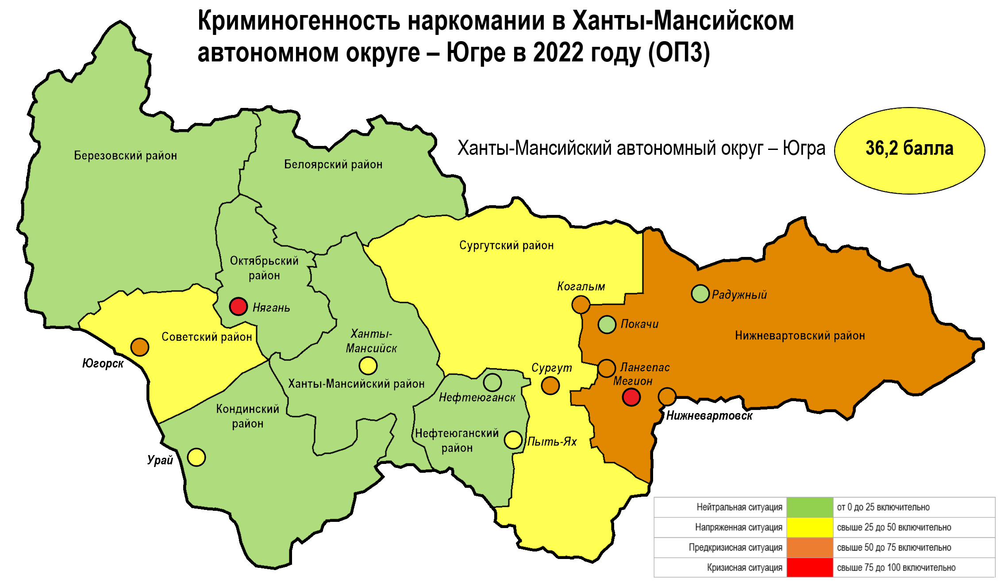 Криминогенность наркомании в Ханты-Мансийском
автономном округе – Югре в 2022 году (ОП3)
Ханты-Мансийский автономный округ – Югра
36,2 балла
Березовский район
Белоярский район
Сургутский район
Октябрьский
район
Когалым
Радужный
Нягань
Покачи
Советский район
Ханты-
Мансийск
Нижневартовский район
Югорск
Сургут
Лангепас
Мегион
Ханты-Мансийский район
Нефтеюганск
Кондинский
район
Нижневартовск
Нефтеюганский
район
Пыть-Ях
Урай
Нейтральная ситуация от 0 до 25 включительно
Напряженная ситуация свыше 25 до 50 включительно
Предкризисная ситуация свыше 50 до 75 включительно
Кризисная ситуация свыше 75 до 100 включительно